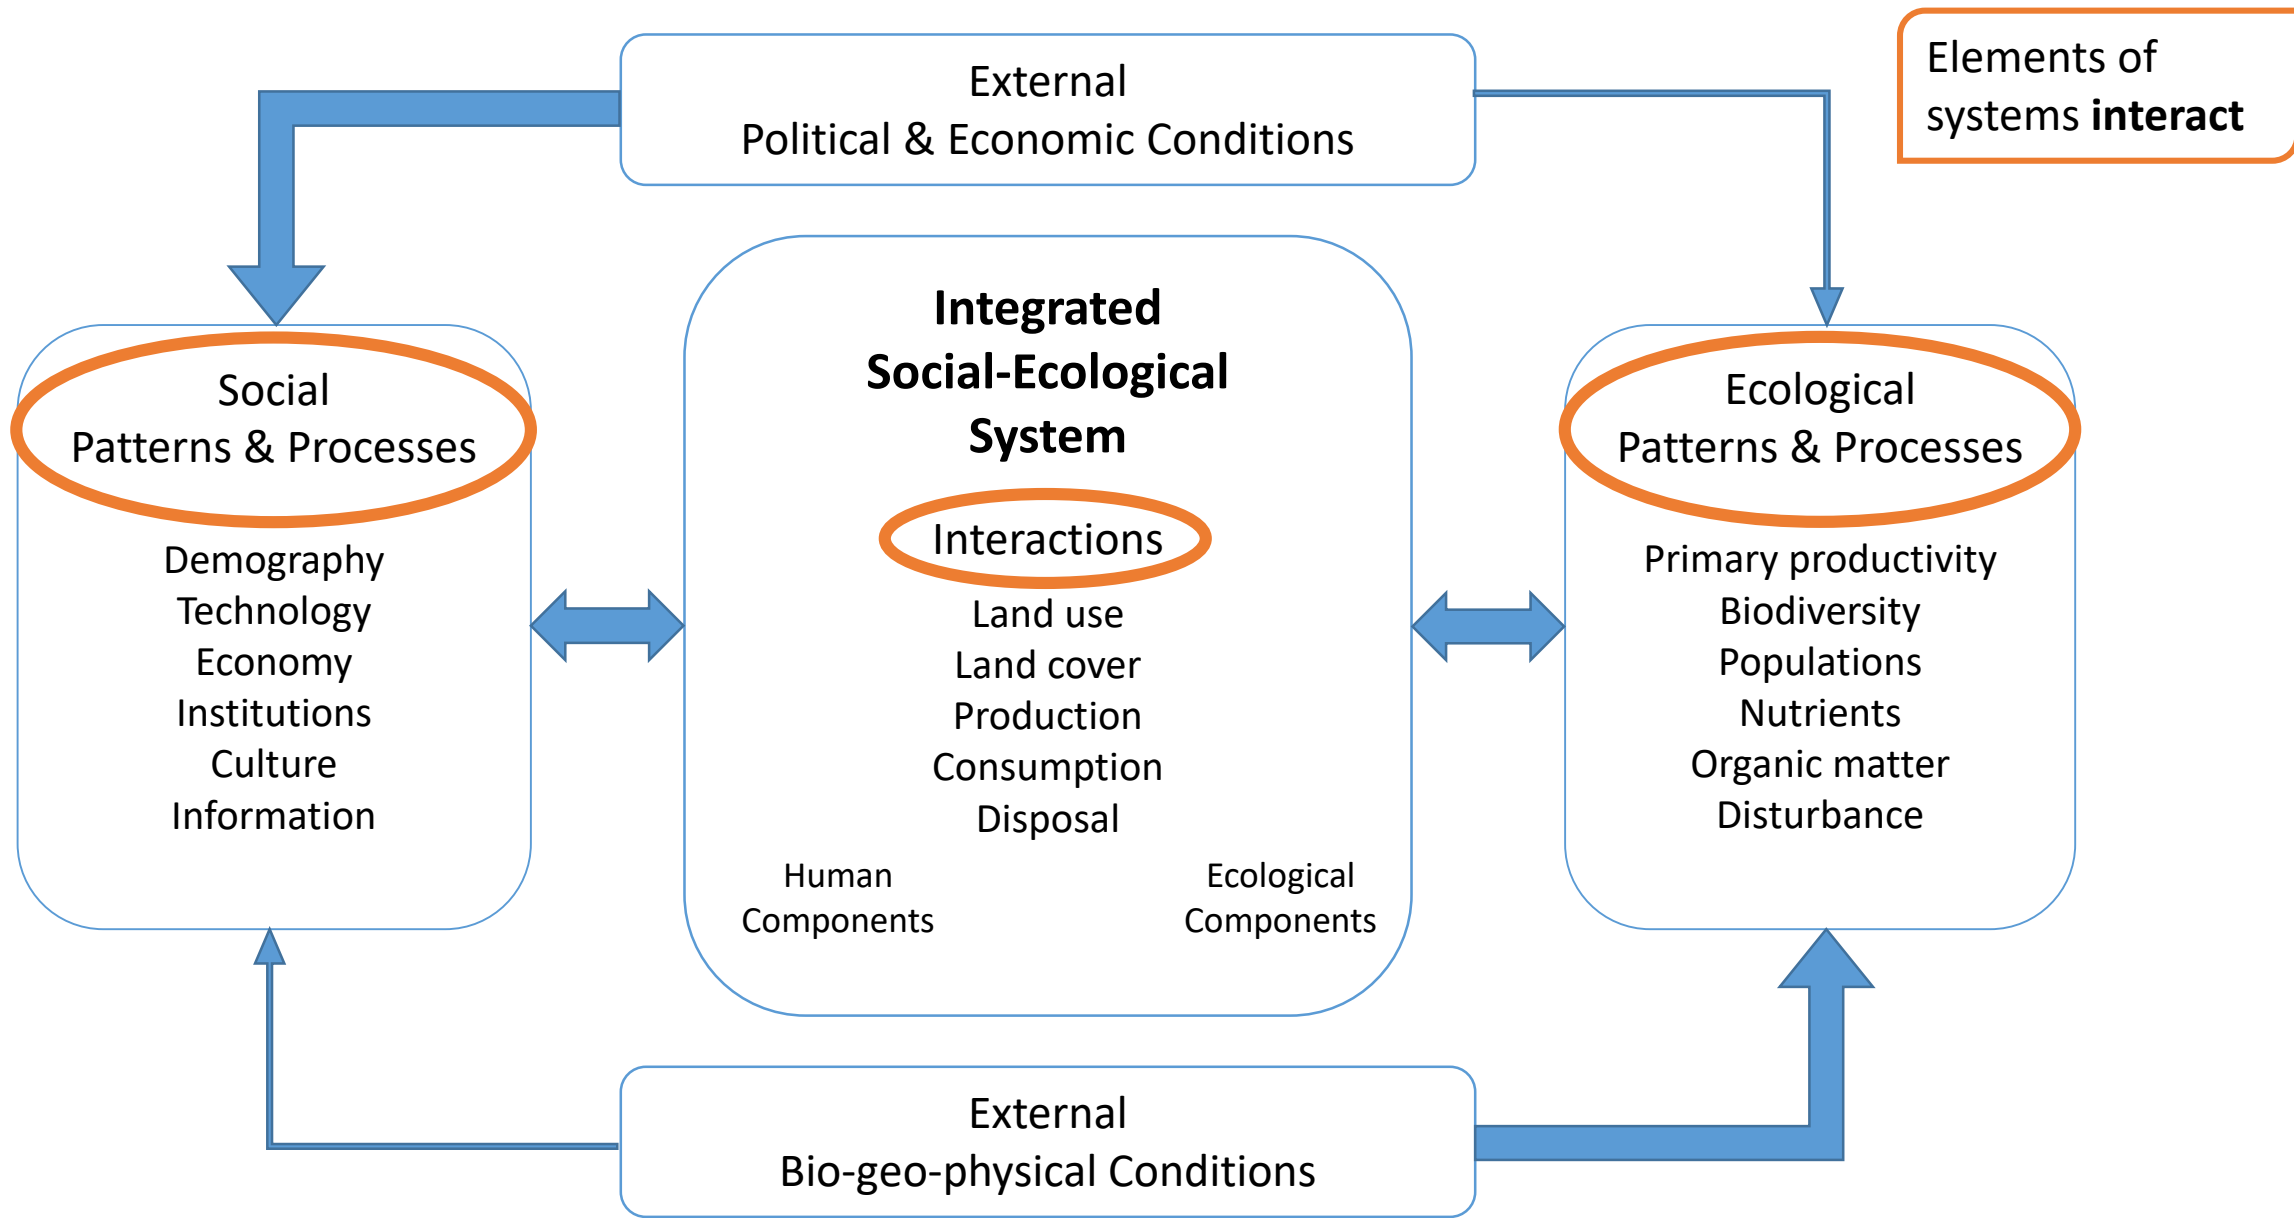 External
Political & Economic Conditions
Elements of
systems interact
Social
Patterns & Processes
Demography
Technology
Economy
Institutions
Culture
Information
Integrated
Social-Ecological
System
Interactions
Land use
Land cover
Production
Consumption
Disposal
Human
Components
Ecological
Components
Ecological
Patterns & Processes
Primary productivity
Biodiversity
Populations
Nutrients
Organic matter
Disturbance
External
Bio-geo-physical Conditions